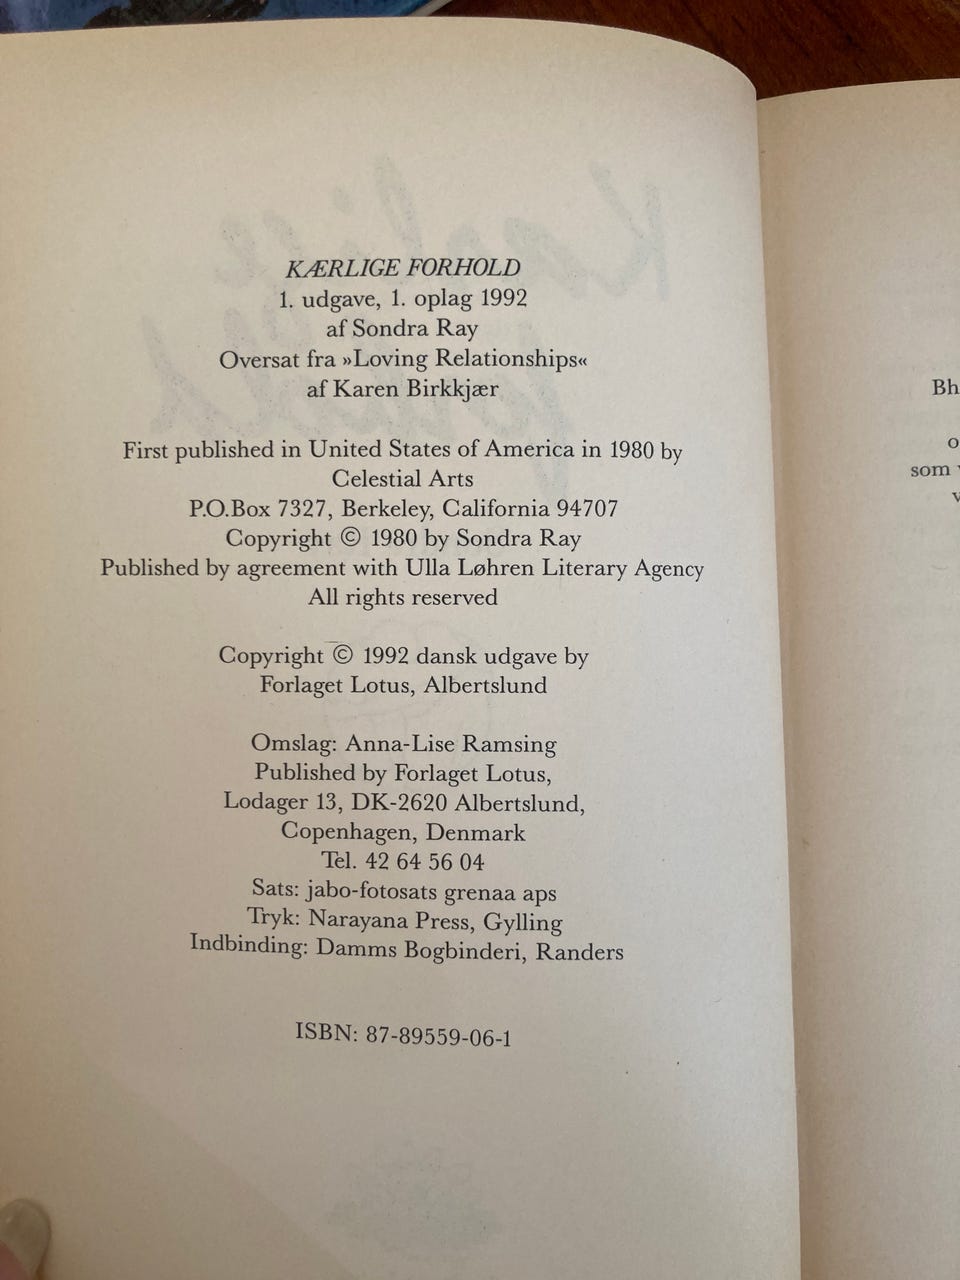 KÆRLIGE FORHOLD
1. udgave, 1. oplag 1992
af Sondra Ray
Oversat fra »Loving Relationships«
af Karen Birkkjær
First published in United States of America in 1980 by
Celestial Arts
P.O.Box 7327, Berkeley, California 94707
Copyright © 1980 by Sondra Ray
Published by agreement with Ulla Løhren Literary Agency
All rights reserved
Copyright © 1992 dansk udgave by
Forlaget Lotus, Albertslund
Omslag: Anna-Lise Ramsing
Published by Forlaget Lotus,
Lodager 13, DK-2620 Albertslund,
Copenhagen, Denmark
Tel. 42 64 56 04
Sats: jabo-fotosats grenaa aps
Tryk: Narayana Press, Gylling
Indbinding: Damms Bogbinderi, Randers
ISBN: 87-89559-06-1
Bh
o
som
v